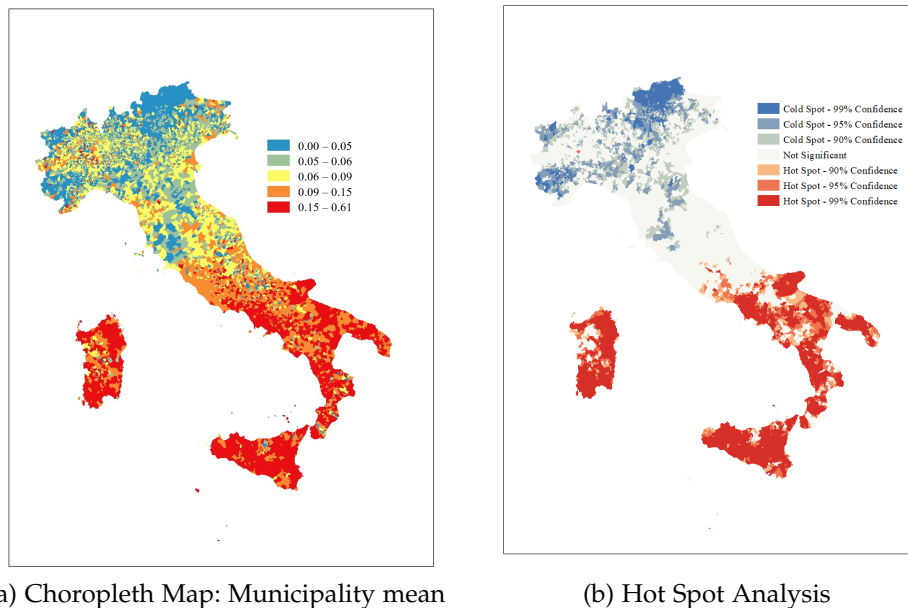 0.00 – 0.05
0.05 – 0.06
0.06 – 0.09
0.09 – 0.15
0.15 – 0.61
Cold Spot - 99% Confidence
Cold Spot - 95% Confidence
Cold Spot - 90% Confidence
Not Significant
Hot Spot - 90% Confidence
Hot Spot - 95% Confidence
Hot Spot - 99% Confidence
a) Choropleth Map: Municipality mean
(b) Hot Spot Analysis